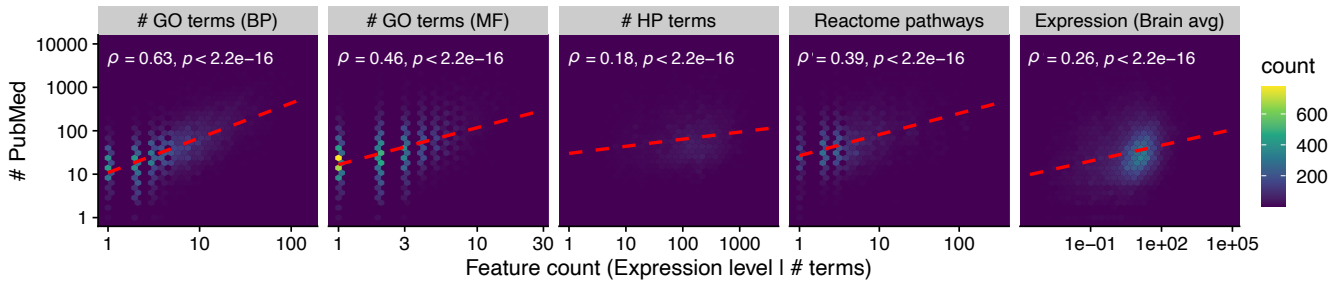 # GO terms (BP)
# GO terms (MF)
# HP terms
Reactome pathways
Expression (Brain avg)
# PubMed
10000
1000
100
10
1
ρ = 0.63, p < 2.2e−16
ρ = 0.46, p < 2.2e−16
ρ = 0.18, p < 2.2e−16
ρ = 0.39, p < 2.2e−16
ρ = 0.26, p < 2.2e−16
count
600
400
200
1 10 100
1 3 10 30
1 10 100 1000
1 10 100
1e−01 1e+02 1e+05
Feature count (Expression level | # terms)